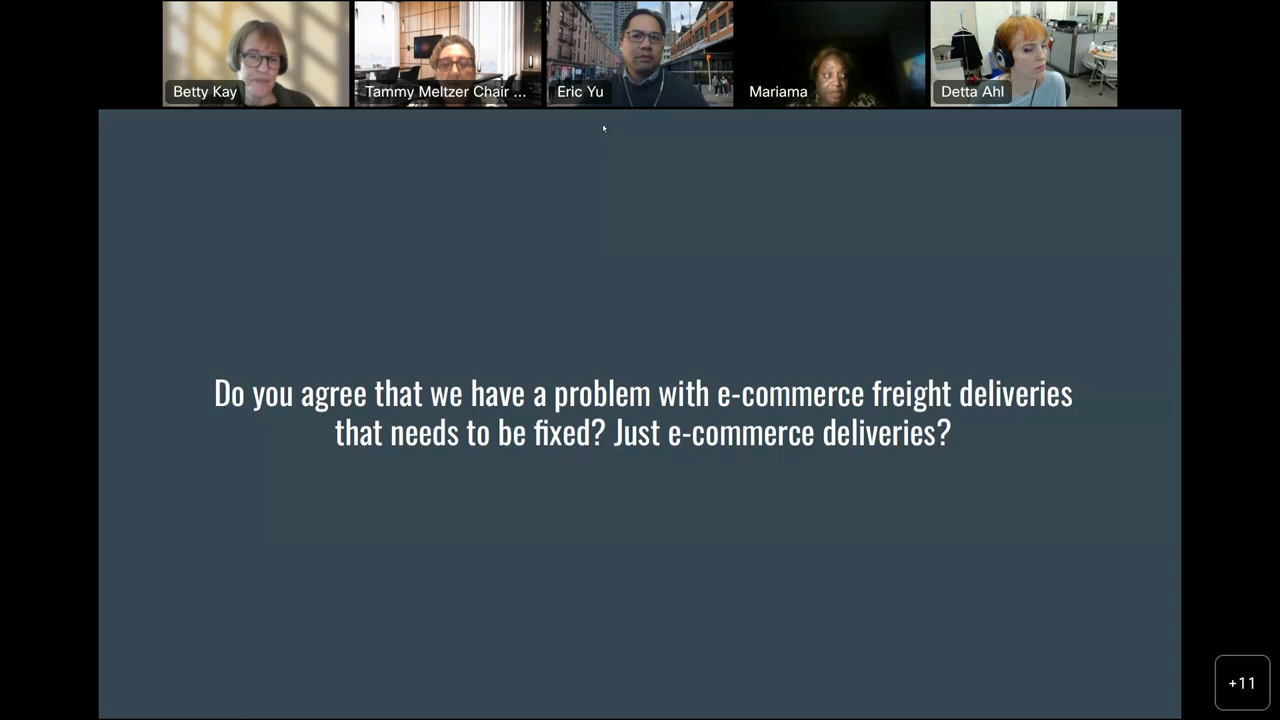 Betty Kay
Tammy Meltzer Chair ...
Eric Yu
Mariama
Detta Ahl
Do you agree that we have a problem with e-commerce freight deliveries
that needs to be fixed? Just e-commerce deliveries?
+11